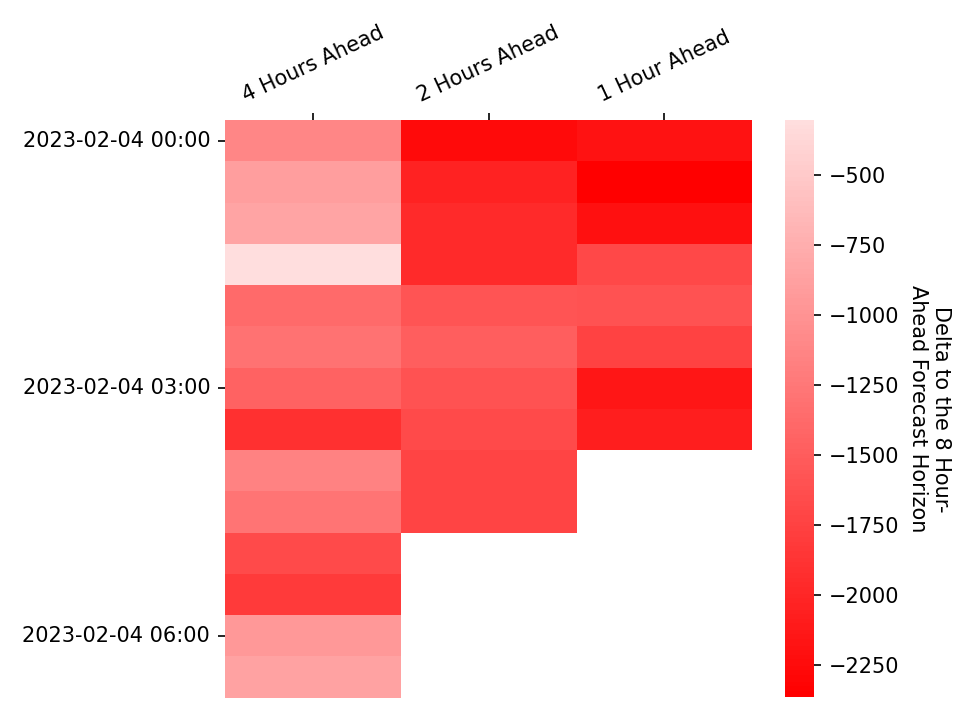 4 Hours Ahead
2 Hours Ahead
1 Hour Ahead
2023-02-04 00:00
2023-02-04 03:00
2023-02-04 06:00
−500
−750
−1000
−1250
−1500
−1750
−2000
−2250
Delta to the 8 Hour-
Ahead Forecast Horizon